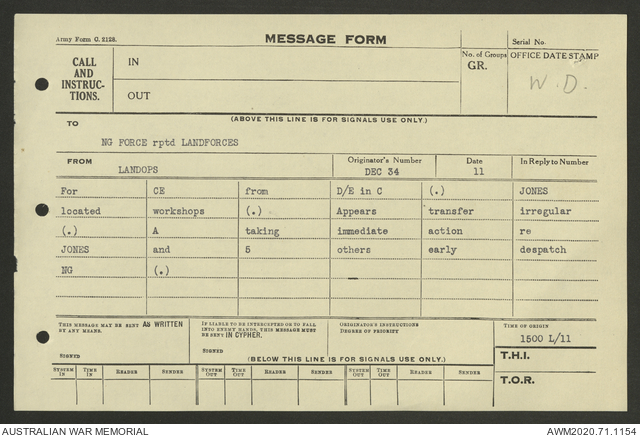 Army Form C. 2128.
MESSAGE FORM
Serial No.
CALL AND INSTRUC- TIONS.
IN
OUT
No. of Groups
GR.
OFFICE DATE STAMP
W.D.
(ABOVE THIS LINE IS FOR SIGNALS USE ONLY.)
TO
NG FORCE rptd LANDFORCES
FROM
LANDOPS
Originator's Number
DEC 34
Date
11
In Reply to Number
For CE from D/E in C (.) JONES
located workshops (.) Appears transfer irregular
(.) A taking immediate action re
JONES and 5 others early despatch
NG (.)
THIS MESSAGE MAY BE SENT AS WRITTEN
BY ANY MEANS.
SIGNED
IF LIABLE TO BE INTERCEPTED OR TO FALL
INTO ENEMY HANDS, THIS MESSAGE MUST
BE SENT IN CYPHER.
SIGNED
ORIGINATOR'S INSTRUCTIONS
DEGREE OF PRIORITY
TIME OF ORIGIN
1500 L/11
(BELOW THIS LINE IS FOR SIGNALS USE ONLY.)
T.H.I.
T.O.R.
SYSTEM IN
TIME IN
READER
SENDER
SYSTEM OUT
TIME OUT
READER
SENDER
SYSTEM OUT
TIME OUT
READER
SENDER
AUSTRALIAN WAR MEMORIAL
AWM2020.71.1154